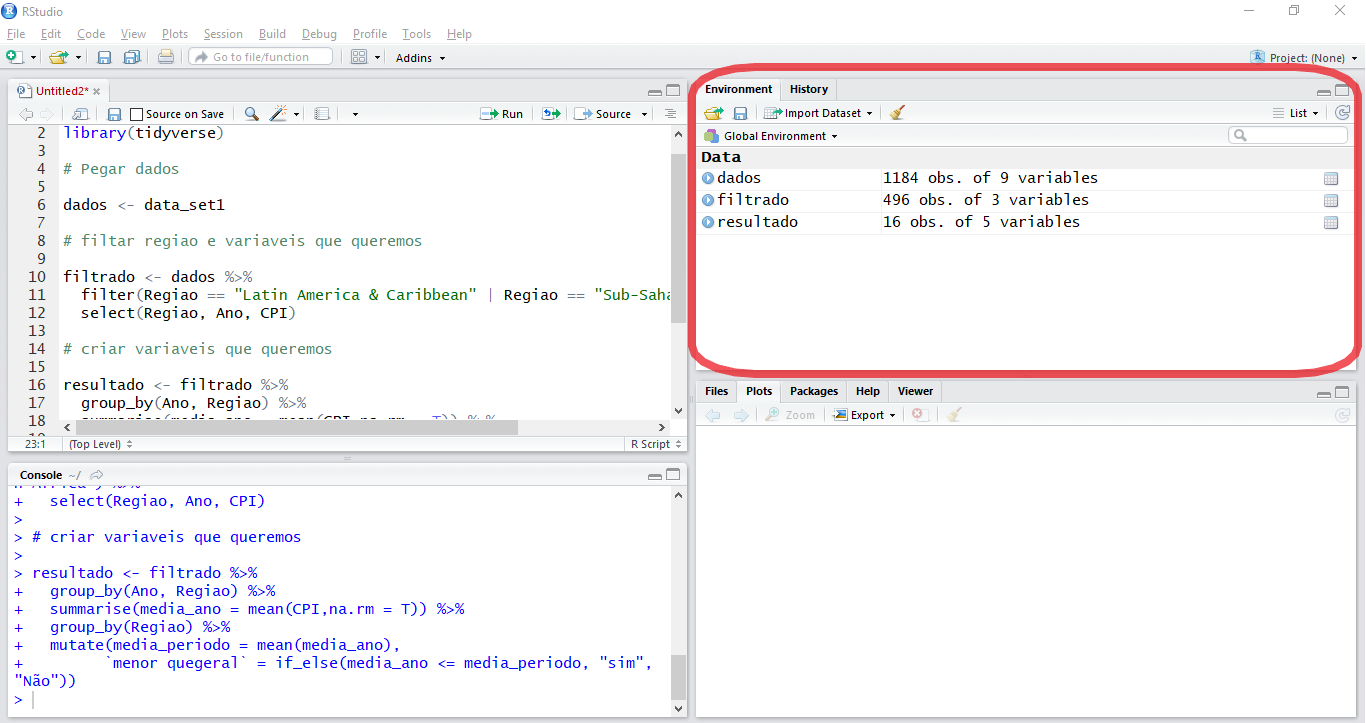 RStudio
File Edit Code View Plots Session Build Debug Profile Tools Help
Go to file/function Addins Project: (None)
Untitled2*
Source on Save Run Source
2 library(tidyverse)
3
4 # Pegar dados
5
6 dados <- data_set1
7
8 # filtar regiao e variaveis que queremos
9
10 filtrado <- dados %>%
11 filter(Regiao == "Latin America & Caribbean" | Regiao == "Sub-Saha
12 select(Regiao, Ano, CPI)
13
14 # criar variaveis que queremos
15
16 resultado <- filtrado %>%
17 group_by(Ano, Regiao) %>%
18 summarise(media_ano = mean(CPI,na.rm = T)) %>%
23:1 (Top Level) R Script
Console ~/
+ select(Regiao, Ano, CPI)
>
> # criar variaveis que queremos
>
> resultado <- filtrado %>%
+ group_by(Ano, Regiao) %>%
+ summarise(media_ano = mean(CPI,na.rm = T)) %>%
+ group_by(Regiao) %>%
+ mutate(media_periodo = mean(media_ano),
+ `menor quegeral` = if_else(media_ano <= media_periodo, "sim",
"Não"))
>
Environment History
Import Dataset List
Global Environment
Data
dados 1184 obs. of 9 variables
filtrado 496 obs. of 3 variables
resultado 16 obs. of 5 variables
Files Plots Packages Help Viewer
Zoom Export